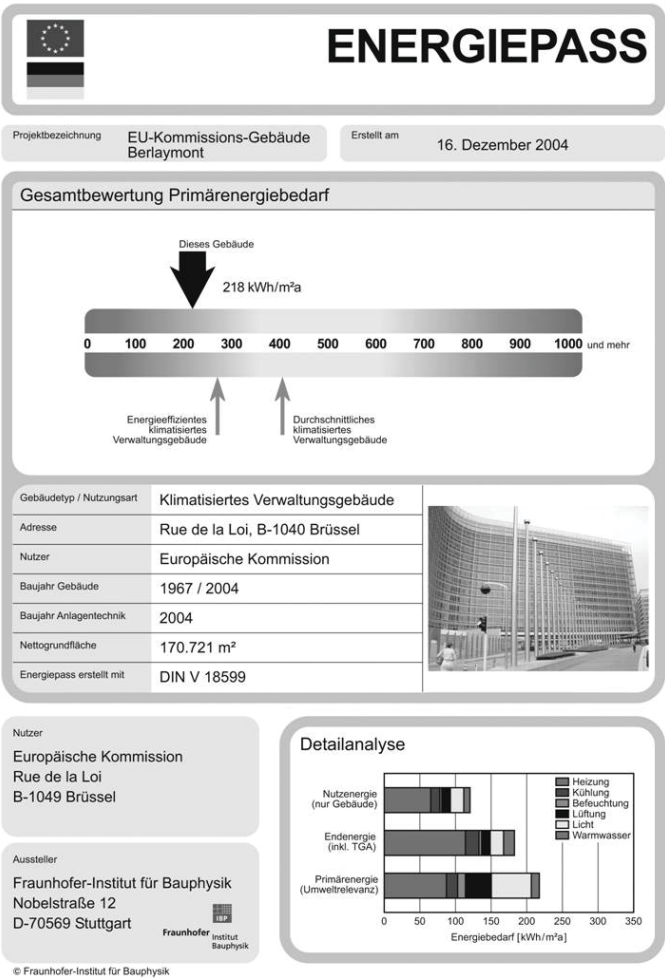 ENERGIEPASS
Projektbezeichnung
EU-Kommissions-Gebäude
Berlaymont
Erstellt am
16. Dezember 2004
Gesamtbewertung Primärenergiebedarf
Dieses Gebäude
218 kWh/m²a
0 100 200 300 400 500 600 700 800 900 1000 und mehr
Energieeffizientes
klimatisiertes
Verwaltungsgebäude
Durchschnittliches
klimatisiertes
Verwaltungsgebäude
Gebäudetyp / Nutzungsart Klimatisiertes Verwaltungsgebäude
Adresse Rue de la Loi, B-1040 Brüssel
Nutzer Europäische Kommission
Baujahr Gebäude 1967 / 2004
Baujahr Anlagentechnik 2004
Nettogrundfläche 170.721 m²
Energiepass erstellt mit DIN V 18599
Nutzer
Europäische Kommission
Rue de la Loi
B-1049 Brüssel
Aussteller
Fraunhofer-Institut für Bauphysik
Nobelstraße 12
D-70569 Stuttgart
IBP
Fraunhofer Institut
Bauphysik
Detailanalyse
Nutzenergie
(nur Gebäude)
Endenergie
(inkl. TGA)
Primärenergie
(Umweltrelevanz)
Heizung
Kühlung
Befeuchtung
Lüftung
Licht
Warmwasser
0 50 100 150 200 250 300 350
Energiebedarf [kWh/m²a]
© Fraunhofer-Institut für Bauphysik